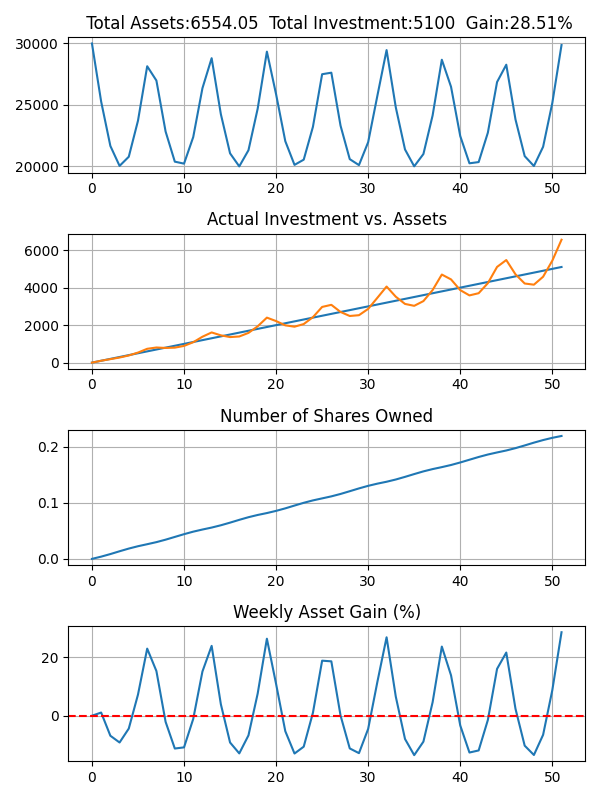 Total Assets:6554.05  Total Investment:5100  Gain:28.51%
30000
25000
20000
0 10 20 30 40 50
Actual Investment vs. Assets
6000
4000
2000
0
0 10 20 30 40 50
Number of Shares Owned
0.2
0.1
0.0
0 10 20 30 40 50
Weekly Asset Gain (%)
20
0
0 10 20 30 40 50